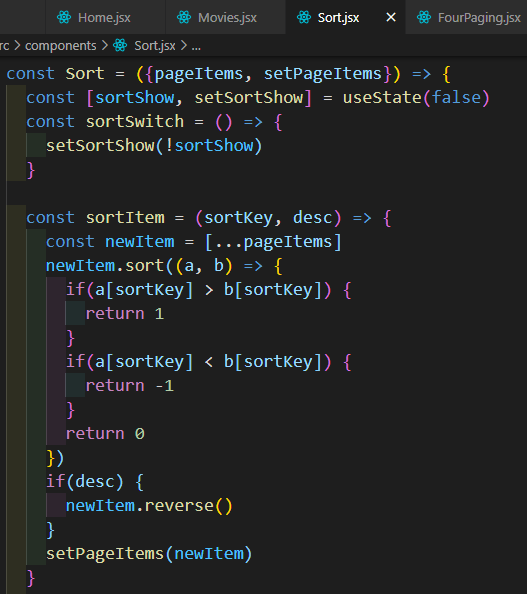 Home.jsx Movies.jsx Sort.jsx × FourPaging.jsx
rc > components > Sort.jsx > ...
const Sort = ({pageItems, setPageItems}) => {
  const [sortShow, setSortShow] = useState(false)
  const sortSwitch = () => {
    setSortShow(!sortShow)
  }

  const sortItem = (sortKey, desc) => {
    const newItem = [...pageItems]
    newItem.sort((a, b) => {
      if(a[sortKey] > b[sortKey]) {
        return 1
      }
      if(a[sortKey] < b[sortKey]) {
        return -1
      }
      return 0
    })
    if(desc) {
      newItem.reverse()
    }
    setPageItems(newItem)
  }